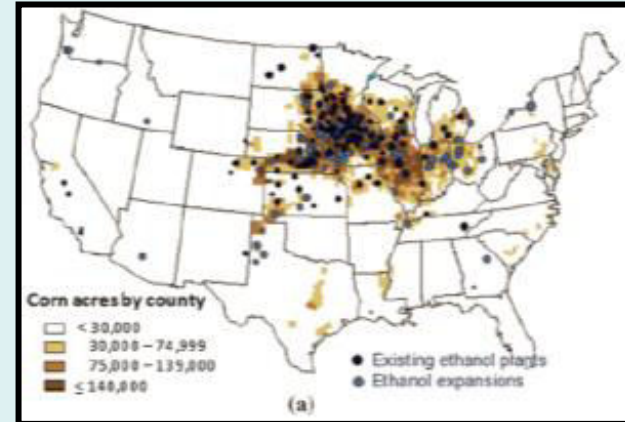 Corn acres by county
< 30,000
30,000 – 74,999
75,000 – 139,000
≤ 140,000
Existing ethanol plants
Ethanol expansions
(a)